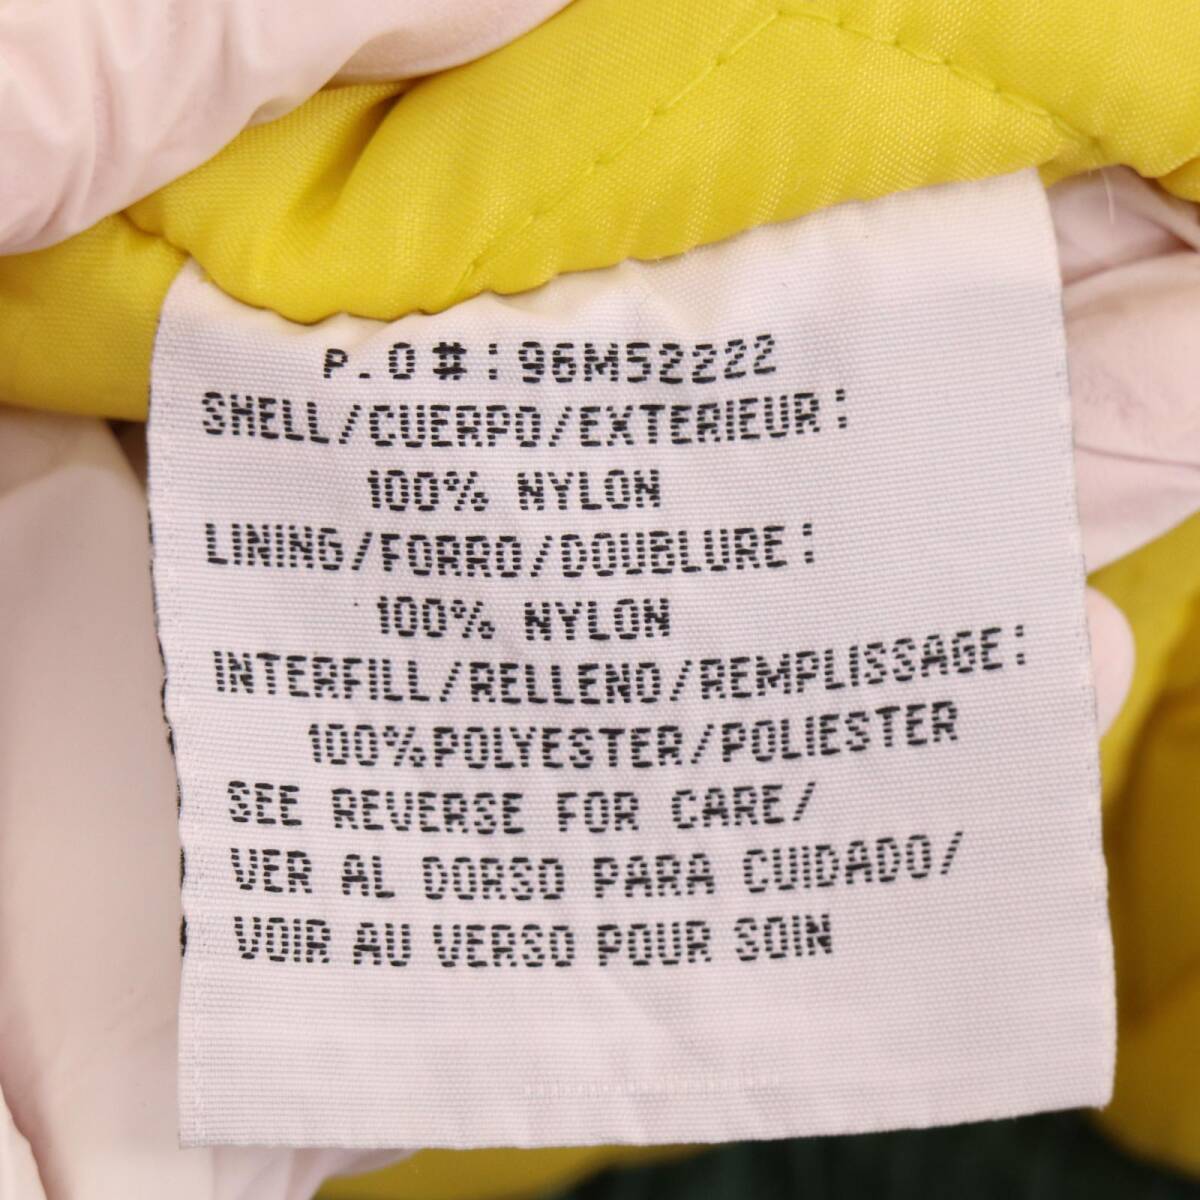 P.O#:96M52222
SHELL/CUERPO/EXTERIEUR:
100% NYLON
LINING/FORRO/DOUBLURE:
100% NYLON
INTERFILL/RELLENO/REMPLISSAGE:
100%POLYESTER/POLIESTER
SEE REVERSE FOR CARE/
VER AL DORSO PARA CUIDADO/
VOIR AU VERSO POUR SOIN